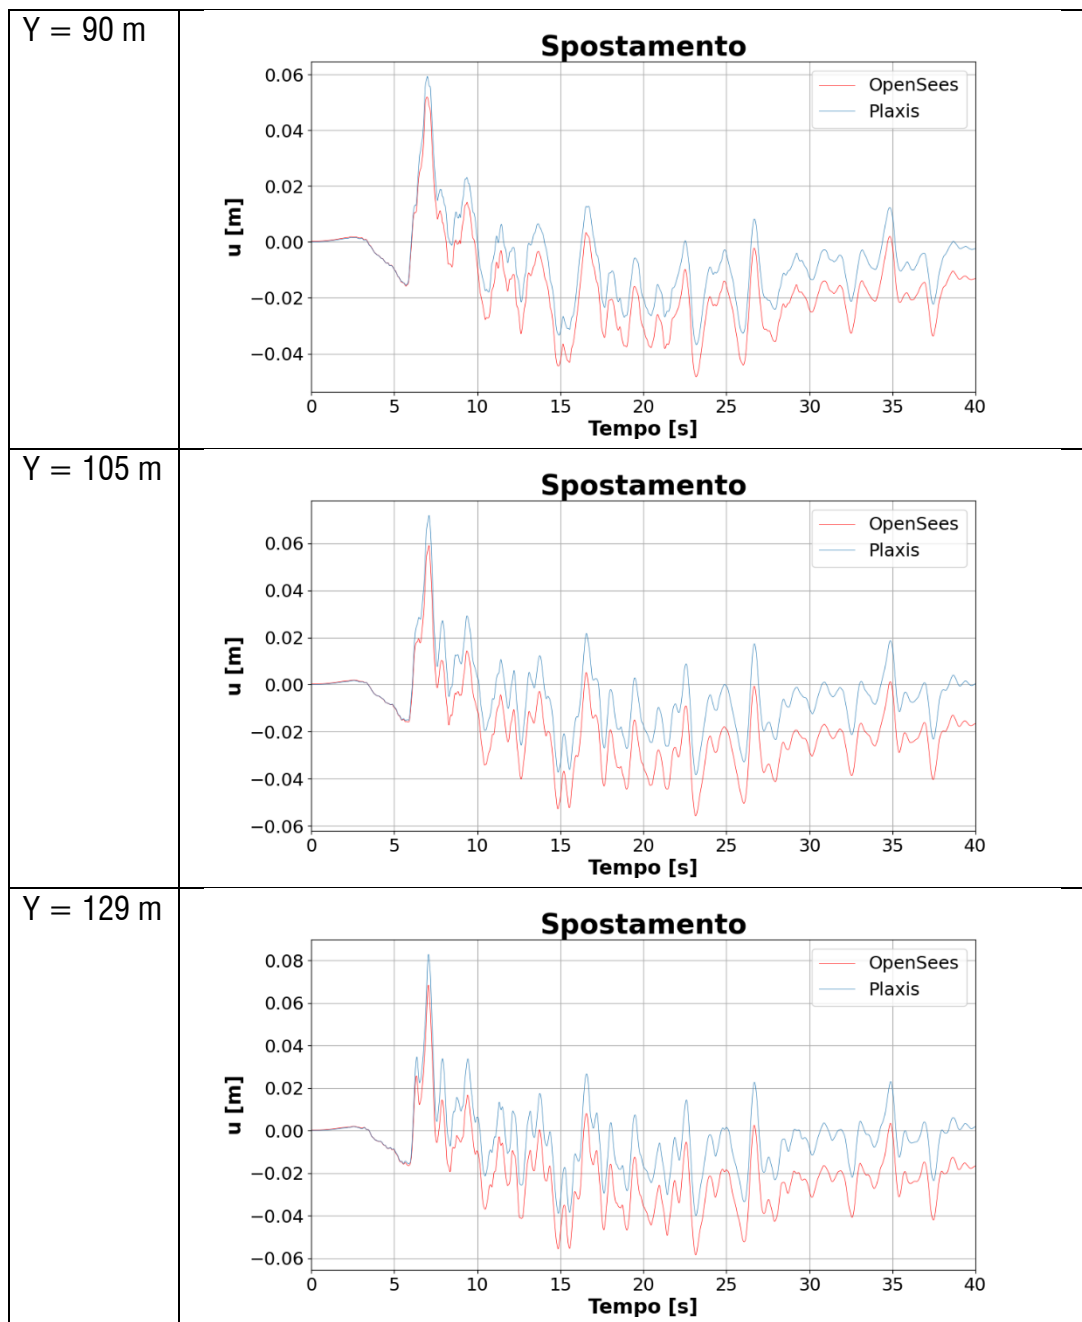 Y = 90 m
Spostamento
OpenSees
Plaxis
0.06
0.04
0.02
0.00
−0.02
−0.04
u [m]
0 5 10 15 20 25 30 35 40
Tempo [s]
Y = 105 m
Spostamento
OpenSees
Plaxis
0.06
0.04
0.02
0.00
−0.02
−0.04
−0.06
u [m]
0 5 10 15 20 25 30 35 40
Tempo [s]
Y = 129 m
Spostamento
OpenSees
Plaxis
0.08
0.06
0.04
0.02
0.00
−0.02
−0.04
−0.06
u [m]
0 5 10 15 20 25 30 35 40
Tempo [s]